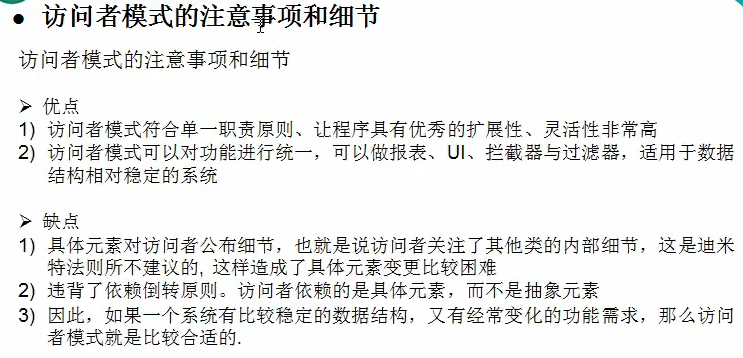 ● 访问者模式的注意事项和细节
访问者模式的注意事项和细节
➢ 优点
1) 访问者模式符合单一职责原则、让程序具有优秀的扩展性、灵活性非常高
2) 访问者模式可以对功能进行统一，可以做报表、UI、拦截器与过滤器，适用于数据
结构相对稳定的系统
➢ 缺点
1) 具体元素对访问者公布细节，也就是说访问者关注了其他类的内部细节，这是迪米
特法则所不建议的, 这样造成了具体元素变更比较困难
2) 违背了依赖倒转原则。访问者依赖的是具体元素，而不是抽象元素
3) 因此，如果一个系统有比较稳定的数据结构，又有经常变化的功能需求，那么访问
者模式就是比较合适的.